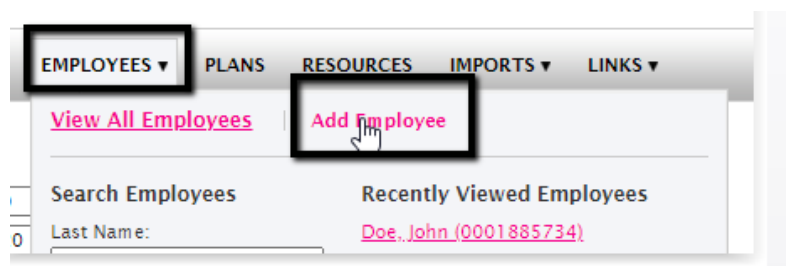 EMPLOYEES ▾ PLANS RESOURCES IMPORTS ▾ LINKS ▾
View All Employees | Add Employee
Search Employees Recently Viewed Employees
Last Name: Doe, John (0001885734)
0